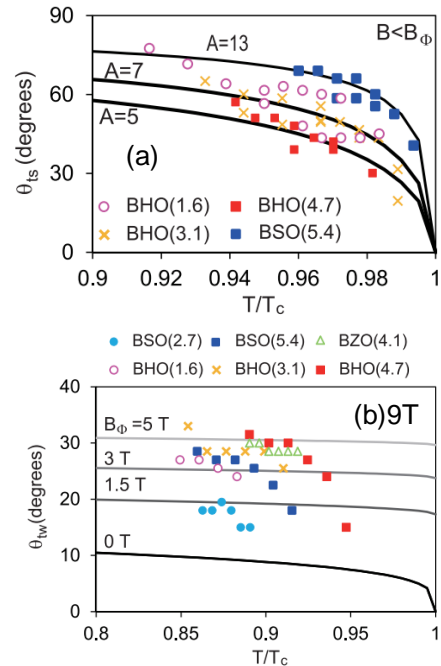 A=13
B<BΦ
A=7
A=5
(a)
BHO(1.6) BHO(4.7)
BHO(3.1) BSO(5.4)
θts (degrees)
90
60
30
0
0.9 0.92 0.94 0.96 0.98 1
T/Tc
BSO(2.7) BSO(5.4) BZO(4.1)
BHO(1.6) BHO(3.1) BHO(4.7)
(b)9T
BΦ =5 T
3 T
1.5 T
0 T
θtw(degrees)
40
30
20
10
0
0.8 0.85 0.9 0.95 1
T/Tc